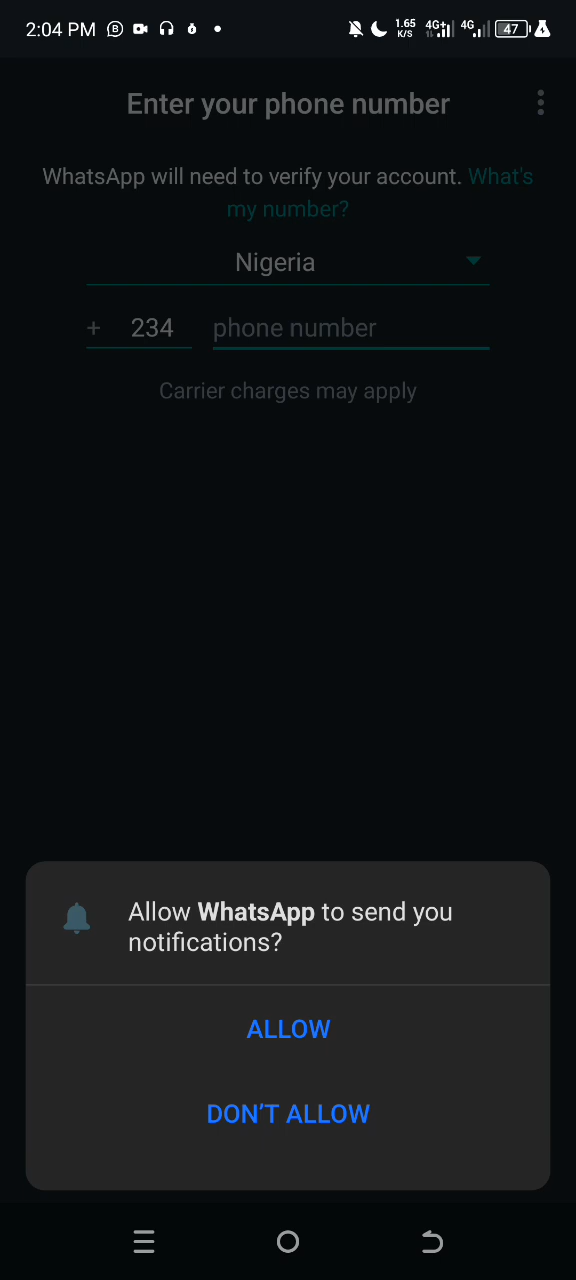 2:04 PM
1.65
K/S
4G+
4G
47
Enter your phone number
WhatsApp will need to verify your account. What's
my number?
Nigeria
+ 234 phone number
Carrier charges may apply
Allow WhatsApp to send you
notifications?
ALLOW
DON’T ALLOW